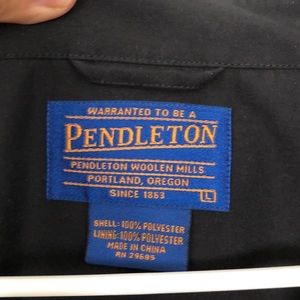 WARRANTED TO BE A
PENDLETON
PENDLETON WOOLEN MILLS
PORTLAND, OREGON
SINCE 1863
L
SHELL: 100% POLYESTER
LINING: 100% POLYESTER
MADE IN CHINA
RN 29685